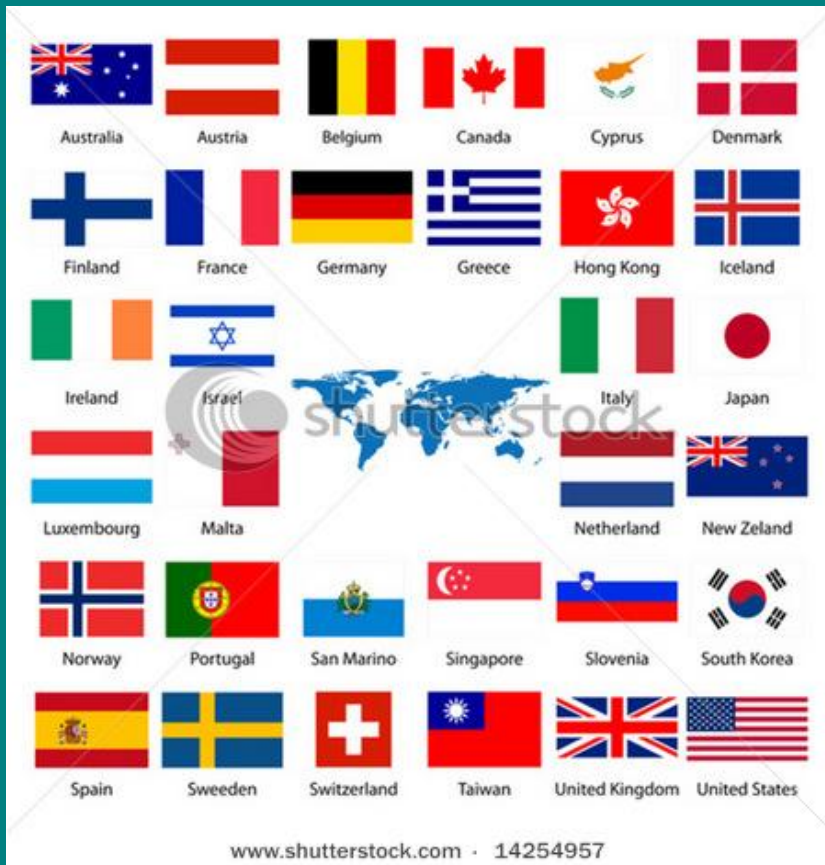 Australia Austria Belgium Canada Cyprus Denmark
Finland France Germany Greece Hong Kong Iceland
Ireland Israel Italy Japan
shutterstock
Luxembourg Malta Netherland New Zeland
Norway Portugal San Marino Singapore Slovenia South Korea
Spain Sweeden Switzerland Taiwan United Kingdom United States
www.shutterstock.com · 14254957